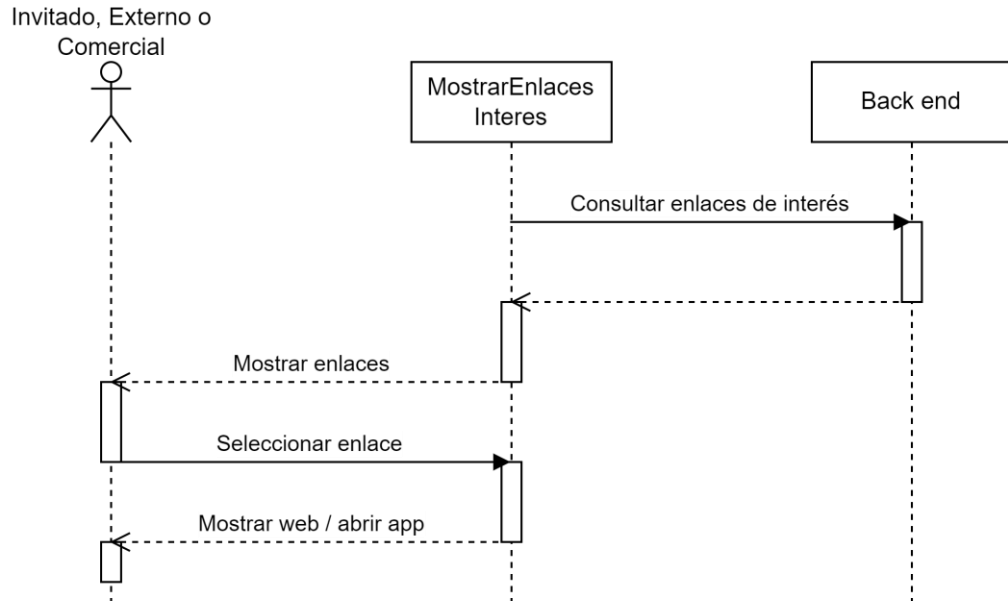 Invitado, Externo o
Comercial
MostrarEnlaces
Interes
Back end
Consultar enlaces de interés
Mostrar enlaces
Seleccionar enlace
Mostrar web / abrir app